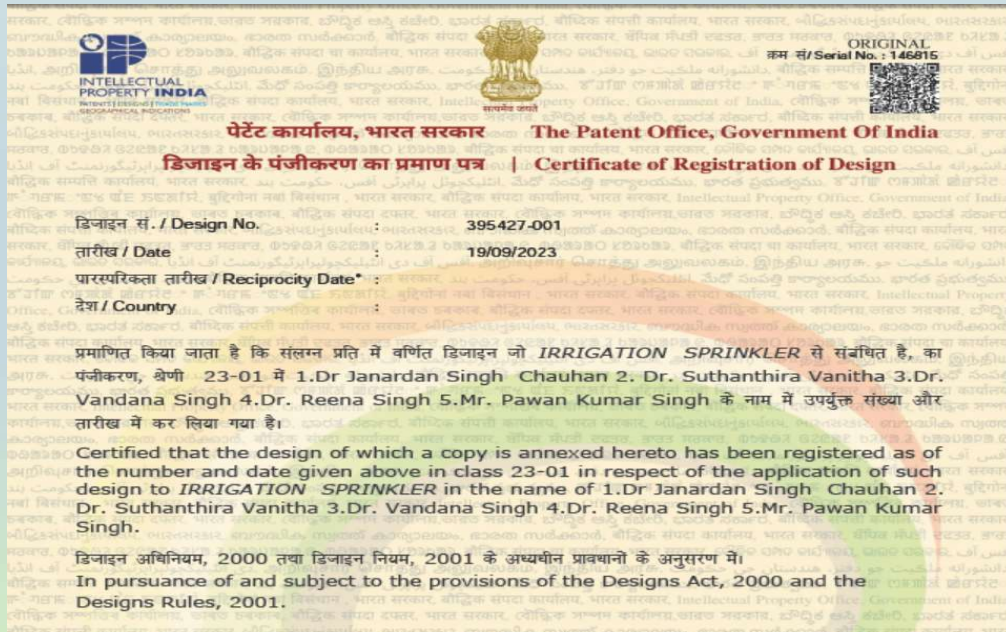 ORIGINAL
क्रम सं/ Serial No. : 146815
INTELLECTUAL
PROPERTY INDIA
PATENTS | DESIGNS | TRADE MARKS
GEOGRAPHICAL INDICATIONS
सत्यमेव जयते
पेटेंट कार्यालय, भारत सरकार The Patent Office, Government Of India
डिजाइन के पंजीकरण का प्रमाण पत्र | Certificate of Registration of Design
डिजाइन सं. / Design No. : 395427-001
तारीख / Date : 19/09/2023
पारस्परिकता तारीख / Reciprocity Date* :
देश / Country :
प्रमाणित किया जाता है कि संलग्न प्रति में वर्णित डिजाइन जो IRRIGATION SPRINKLER से संबंधित है, का
पंजीकरण, श्रेणी 23-01 में 1.Dr Janardan Singh Chauhan 2. Dr. Suthanthira Vanitha 3.Dr.
Vandana Singh 4.Dr. Reena Singh 5.Mr. Pawan Kumar Singh के नाम में उपर्युक्त संख्या और
तारीख में कर लिया गया है।
Certified that the design of which a copy is annexed hereto has been registered as of
the number and date given above in class 23-01 in respect of the application of such
design to IRRIGATION SPRINKLER in the name of 1.Dr Janardan Singh Chauhan 2.
Dr. Suthanthira Vanitha 3.Dr. Vandana Singh 4.Dr. Reena Singh 5.Mr. Pawan Kumar
Singh.
डिजाइन अधिनियम, 2000 तथा डिजाइन नियम, 2001 के अध्यधीन प्रावधानों के अनुसरण में।
In pursuance of and subject to the provisions of the Designs Act, 2000 and the
Designs Rules, 2001.